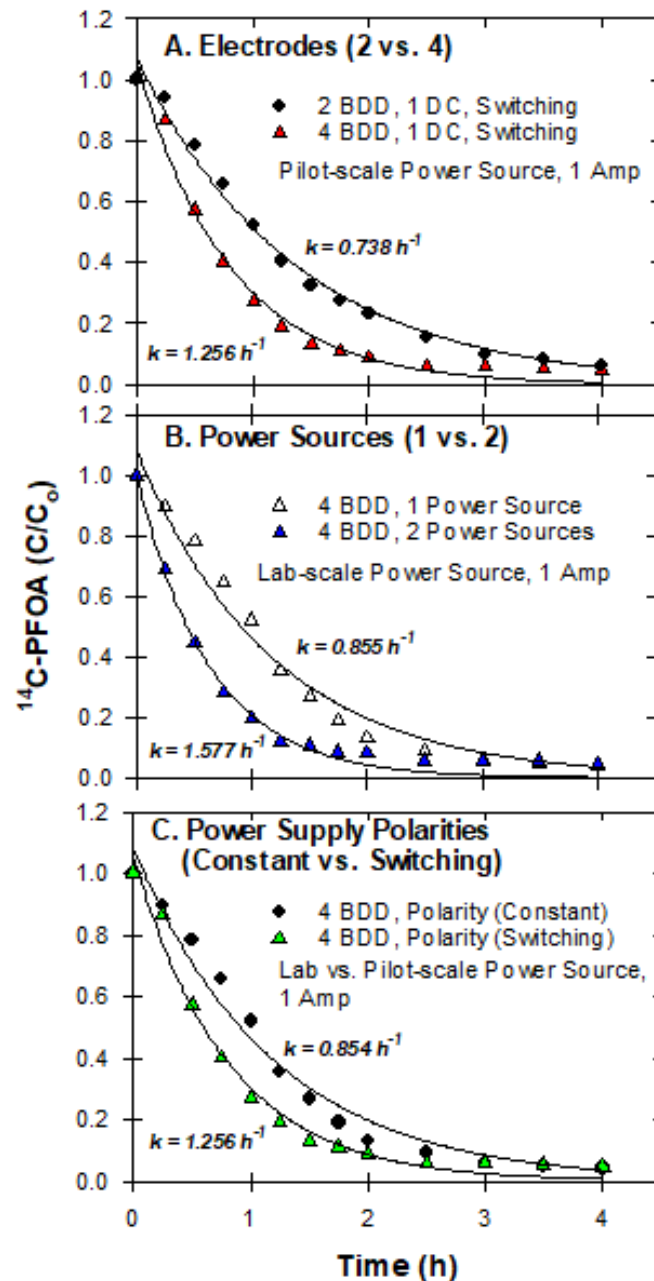 A. Electrodes (2 vs. 4)
2 BDD, 1 DC, Switching
4 BDD, 1 DC, Switching
Pilot-scale Power Source, 1 Amp
k = 0.738 h⁻¹
k = 1.256 h⁻¹
1.2
1.0
0.8
0.6
0.4
0.2
0.0
B. Power Sources (1 vs. 2)
4 BDD, 1 Power Source
4 BDD, 2 Power Sources
Lab-scale Power Source, 1 Amp
k = 0.855 h⁻¹
k = 1.577 h⁻¹
1.2
1.0
0.8
0.6
0.4
0.2
0.0
¹⁴C-PFOA (C/C₀)
C. Power Supply Polarities
(Constant vs. Switching)
4 BDD, Polarity (Constant)
4 BDD, Polarity (Switching)
Lab vs. Pilot-scale Power Source,
1 Amp
k = 0.854 h⁻¹
k = 1.256 h⁻¹
1.2
1.0
0.8
0.6
0.4
0.2
0.0
0 1 2 3 4
Time (h)